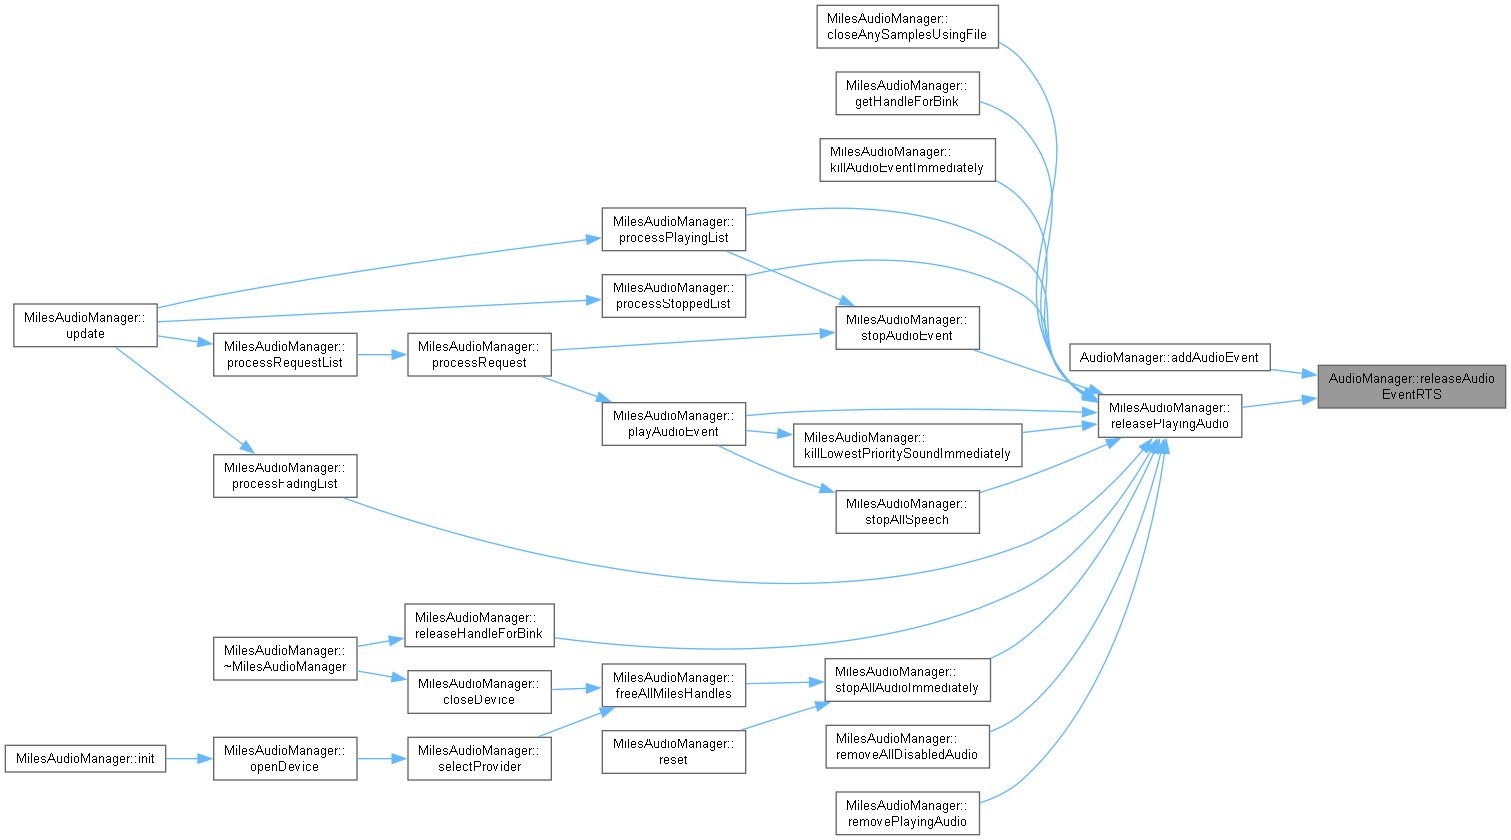 MilesAudioManager::
closeAnySamplesUsingFile
MilesAudioManager::
getHandleForBink
MilesAudioManager::
killAudioEventImmediately
MilesAudioManager::
processPlayingList
MilesAudioManager::
processStoppedList
MilesAudioManager::
update
MilesAudioManager::
stopAudioEvent
MilesAudioManager::
processRequestList
MilesAudioManager::
processRequest
AudioManager::addAudioEvent
AudioManager::releaseAudio
EventRTS
MilesAudioManager::
releasePlayingAudio
MilesAudioManager::
playAudioEvent
MilesAudioManager::
killLowestPrioritySoundImmediately
MilesAudioManager::
processFadingList
MilesAudioManager::
stopAllSpeech
MilesAudioManager::
releaseHandleForBink
MilesAudioManager::
~MilesAudioManager
MilesAudioManager::
closeDevice
MilesAudioManager::
freeAllMilesHandles
MilesAudioManager::
stopAllAudioImmediately
MilesAudioManager::
reset
MilesAudioManager::
removeAllDisabledAudio
MilesAudioManager::init
MilesAudioManager::
openDevice
MilesAudioManager::
selectProvider
MilesAudioManager::
removePlayingAudio